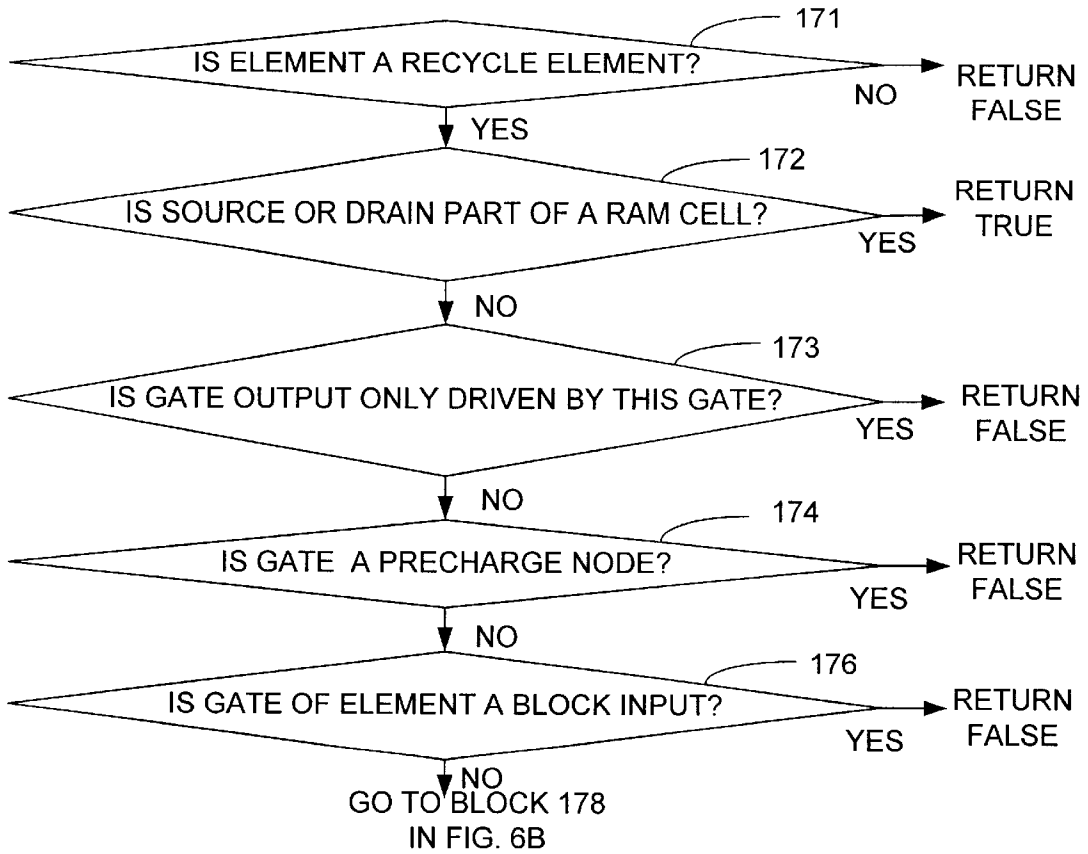 171
IS ELEMENT A RECYCLE ELEMENT?
NO
RETURN
FALSE
YES
172
IS SOURCE OR DRAIN PART OF A RAM CELL?
YES
RETURN
TRUE
NO
173
IS GATE OUTPUT ONLY DRIVEN BY THIS GATE?
YES
RETURN
FALSE
NO
174
IS GATE A PRECHARGE NODE?
YES
RETURN
FALSE
NO
176
IS GATE OF ELEMENT A BLOCK INPUT?
YES
RETURN
FALSE
NO
GO TO BLOCK 178
IN FIG. 6B